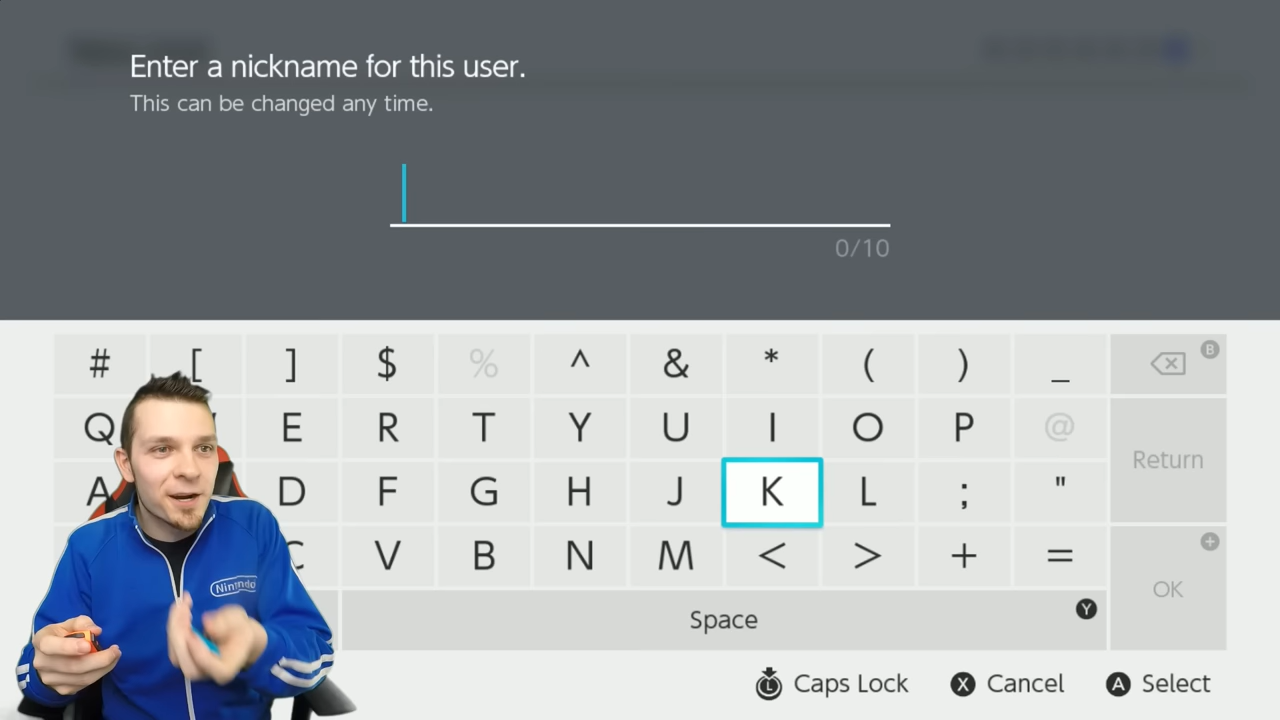 Enter a nickname for this user.
This can be changed any time.
0/10
# [ ] $ % ^ & * ( ) _ B
Q E R T Y U I O P @
Return
A D F G H J K L ; "
C V B N M < > + = +
OK
Nintendo
Space Y
L Caps Lock X Cancel A Select